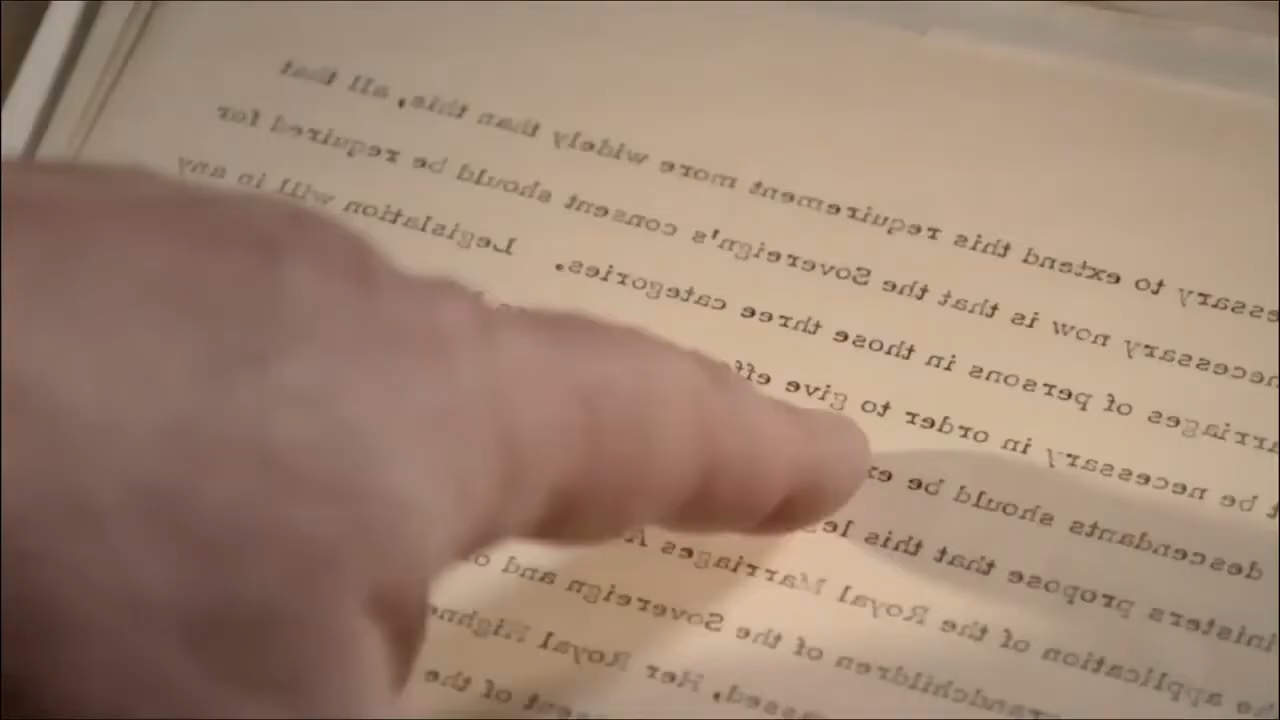 to extend this requirement more widely than this, all that
now is that the Sovereign's consent should be required for
of persons in those three categories. Legislation will in any
be necessary in order to give
descendants should be
propose that this
application of the Royal Marriages
of the Sovereign and
Her Royal
of the